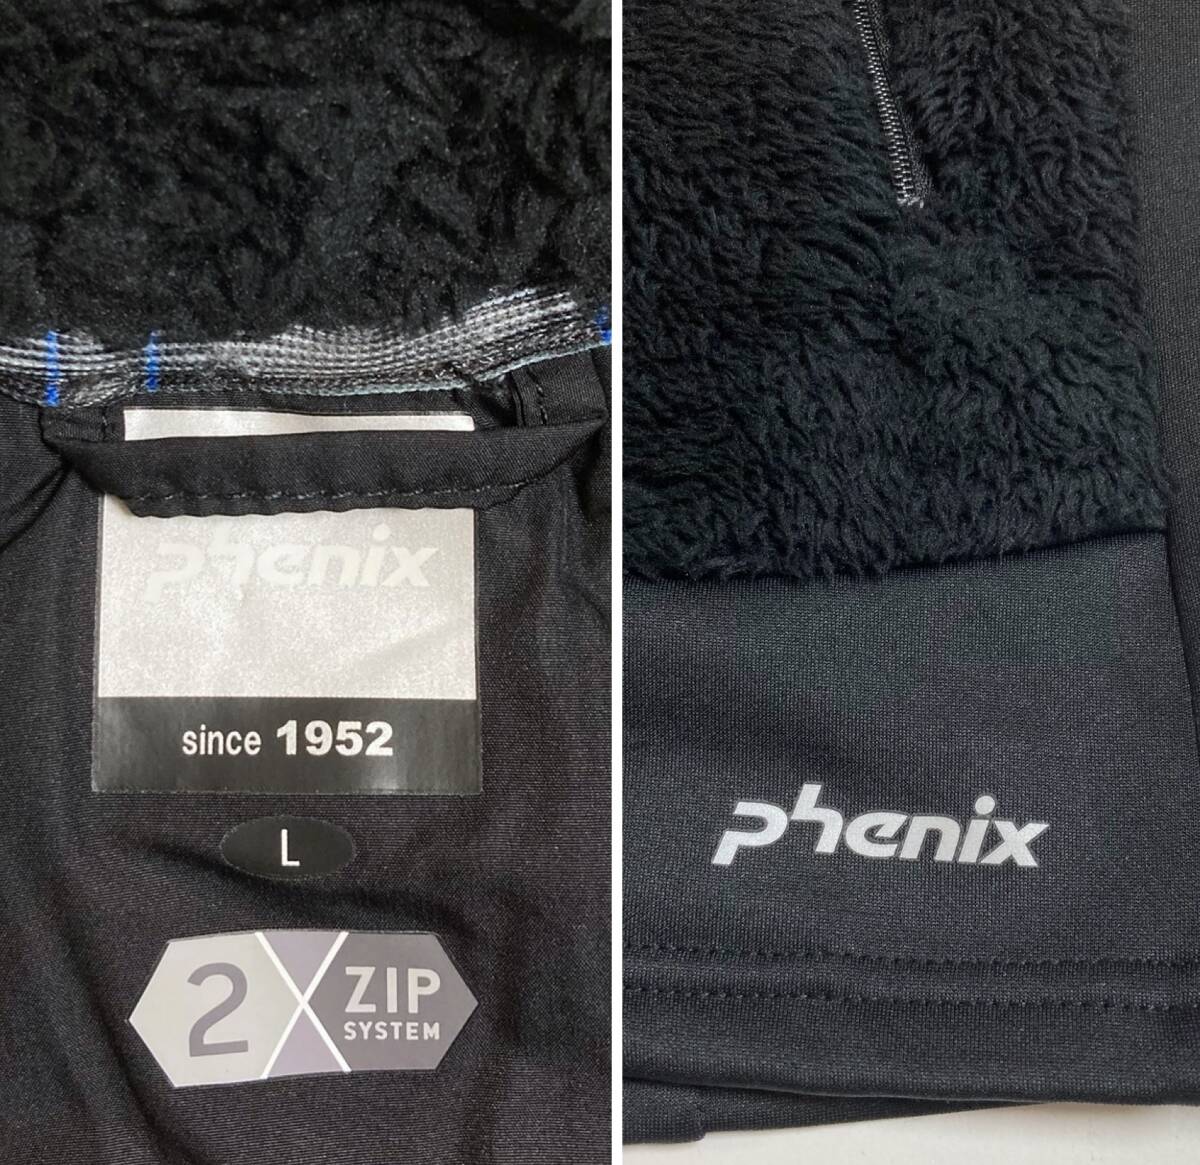 phenix
since 1952
L
2 ZIP
SYSTEM
phenix